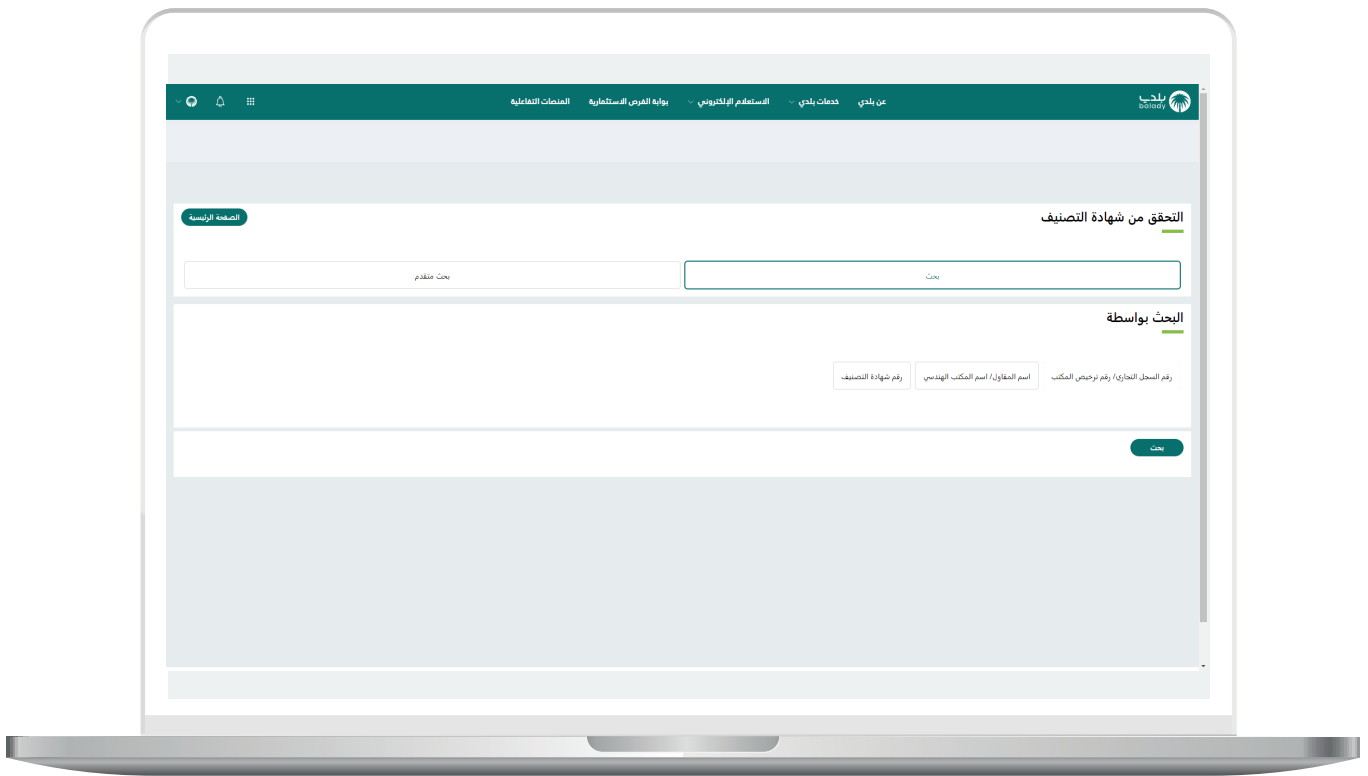 بلدي
balady
عن بلدي خدمات بلدي الاستعلام الإلكتروني بوابة الفرص الاستثمارية المنصات التفاعلية
التحقق من شهادة التصنيف الصفحة الرئيسية
بحث بحث متقدم
البحث بواسطة
رقم السجل التجاري/ رقم ترخيص المكتب اسم المقاول/ اسم المكتب الهندسي رقم شهادة التصنيف
بحث